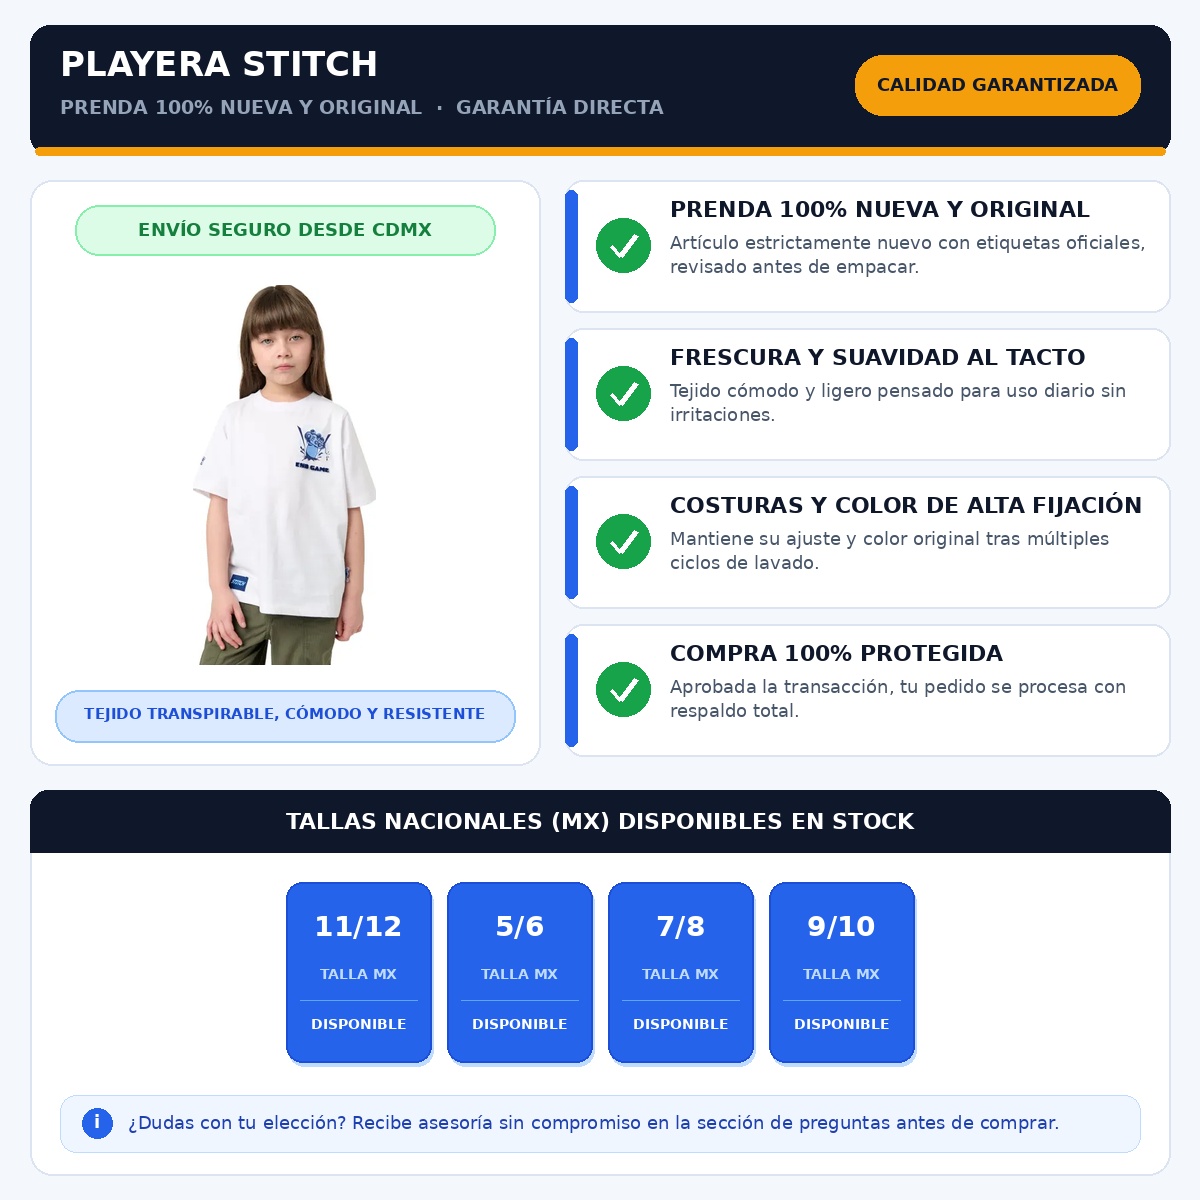 PLAYERA STITCH
PRENDA 100% NUEVA Y ORIGINAL · GARANTÍA DIRECTA
CALIDAD GARANTIZADA
ENVÍO SEGURO DESDE CDMX
END GAME
STITCH
TEJIDO TRANSPIRABLE, CÓMODO Y RESISTENTE
PRENDA 100% NUEVA Y ORIGINAL
Artículo estrictamente nuevo con etiquetas oficiales,
revisado antes de empacar.
FRESCURA Y SUAVIDAD AL TACTO
Tejido cómodo y ligero pensado para uso diario sin
irritaciones.
COSTURAS Y COLOR DE ALTA FIJACIÓN
Mantiene su ajuste y color original tras múltiples
ciclos de lavado.
COMPRA 100% PROTEGIDA
Aprobada la transacción, tu pedido se procesa con
respaldo total.
TALLAS NACIONALES (MX) DISPONIBLES EN STOCK
11/12
TALLA MX
DISPONIBLE
5/6
TALLA MX
DISPONIBLE
7/8
TALLA MX
DISPONIBLE
9/10
TALLA MX
DISPONIBLE
i
¿Dudas con tu elección? Recibe asesoría sin compromiso en la sección de preguntas antes de comprar.